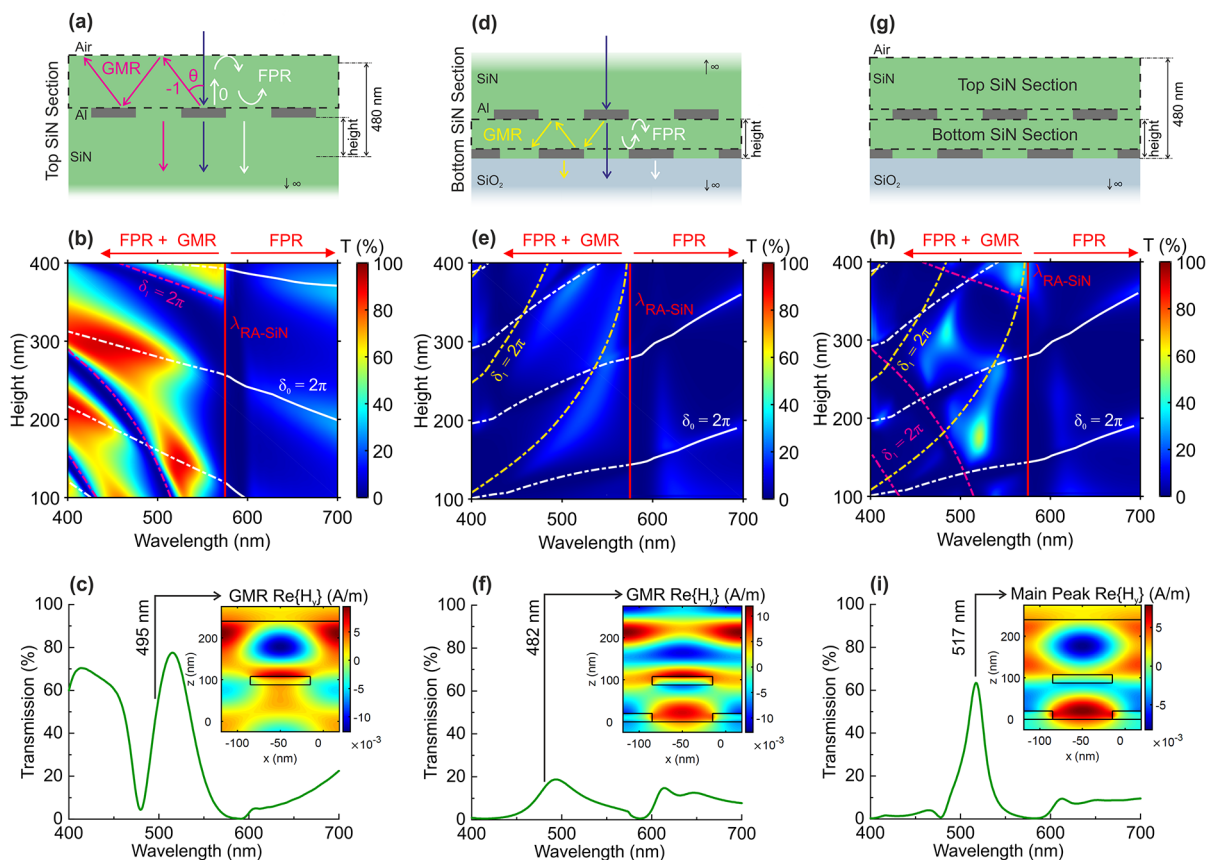 (a)
Air
GMR
θ
-1
0
FPR
Al
SiN
↓∞
Top SiN Section
height
480 nm
(d)
SiN
↑∞
Al
GMR
FPR
SiO2
↓∞
Bottom SiN Section
height
(g)
Air
SiN
Top SiN Section
Al
Bottom SiN Section
SiO2
↓∞
height
480 nm
(b)
FPR + GMR
FPR
T (%)
δ₁ = 2π
λRA-SiN
δ₀ = 2π
400
300
200
100
Height (nm)
400 500 600 700
Wavelength (nm)
100
80
60
40
20
0
(e)
FPR + GMR
FPR
T (%)
δ₁ = 2π
λRA-SiN
δ₀ = 2π
400
300
200
100
Height (nm)
400 500 600 700
Wavelength (nm)
100
80
60
40
20
0
(h)
FPR + GMR
FPR
T (%)
δ₁ = 2π
λRA-SiN
δ₁ = 2π
δ₀ = 2π
400
300
200
100
Height (nm)
400 500 600 700
Wavelength (nm)
100
80
60
40
20
0
(c)
GMR Re{Hy} (A/m)
495 nm
100
80
60
40
20
0
Transmission (%)
400 500 600 700
Wavelength (nm)
200
100
0
z (nm)
-100 -50 0
x (nm)
5
0
-5
-10
×10⁻³
(f)
GMR Re{Hy} (A/m)
482 nm
100
80
60
40
20
0
Transmission (%)
400 500 600 700
Wavelength (nm)
200
100
0
z (nm)
-100 -50 0
x (nm)
10
5
0
-5
-10
×10⁻³
(i)
Main Peak Re{Hy} (A/m)
517 nm
100
80
60
40
20
0
Transmission (%)
400 500 600 700
Wavelength (nm)
200
100
0
z (nm)
-100 -50 0
x (nm)
5
0
-5
×10⁻³